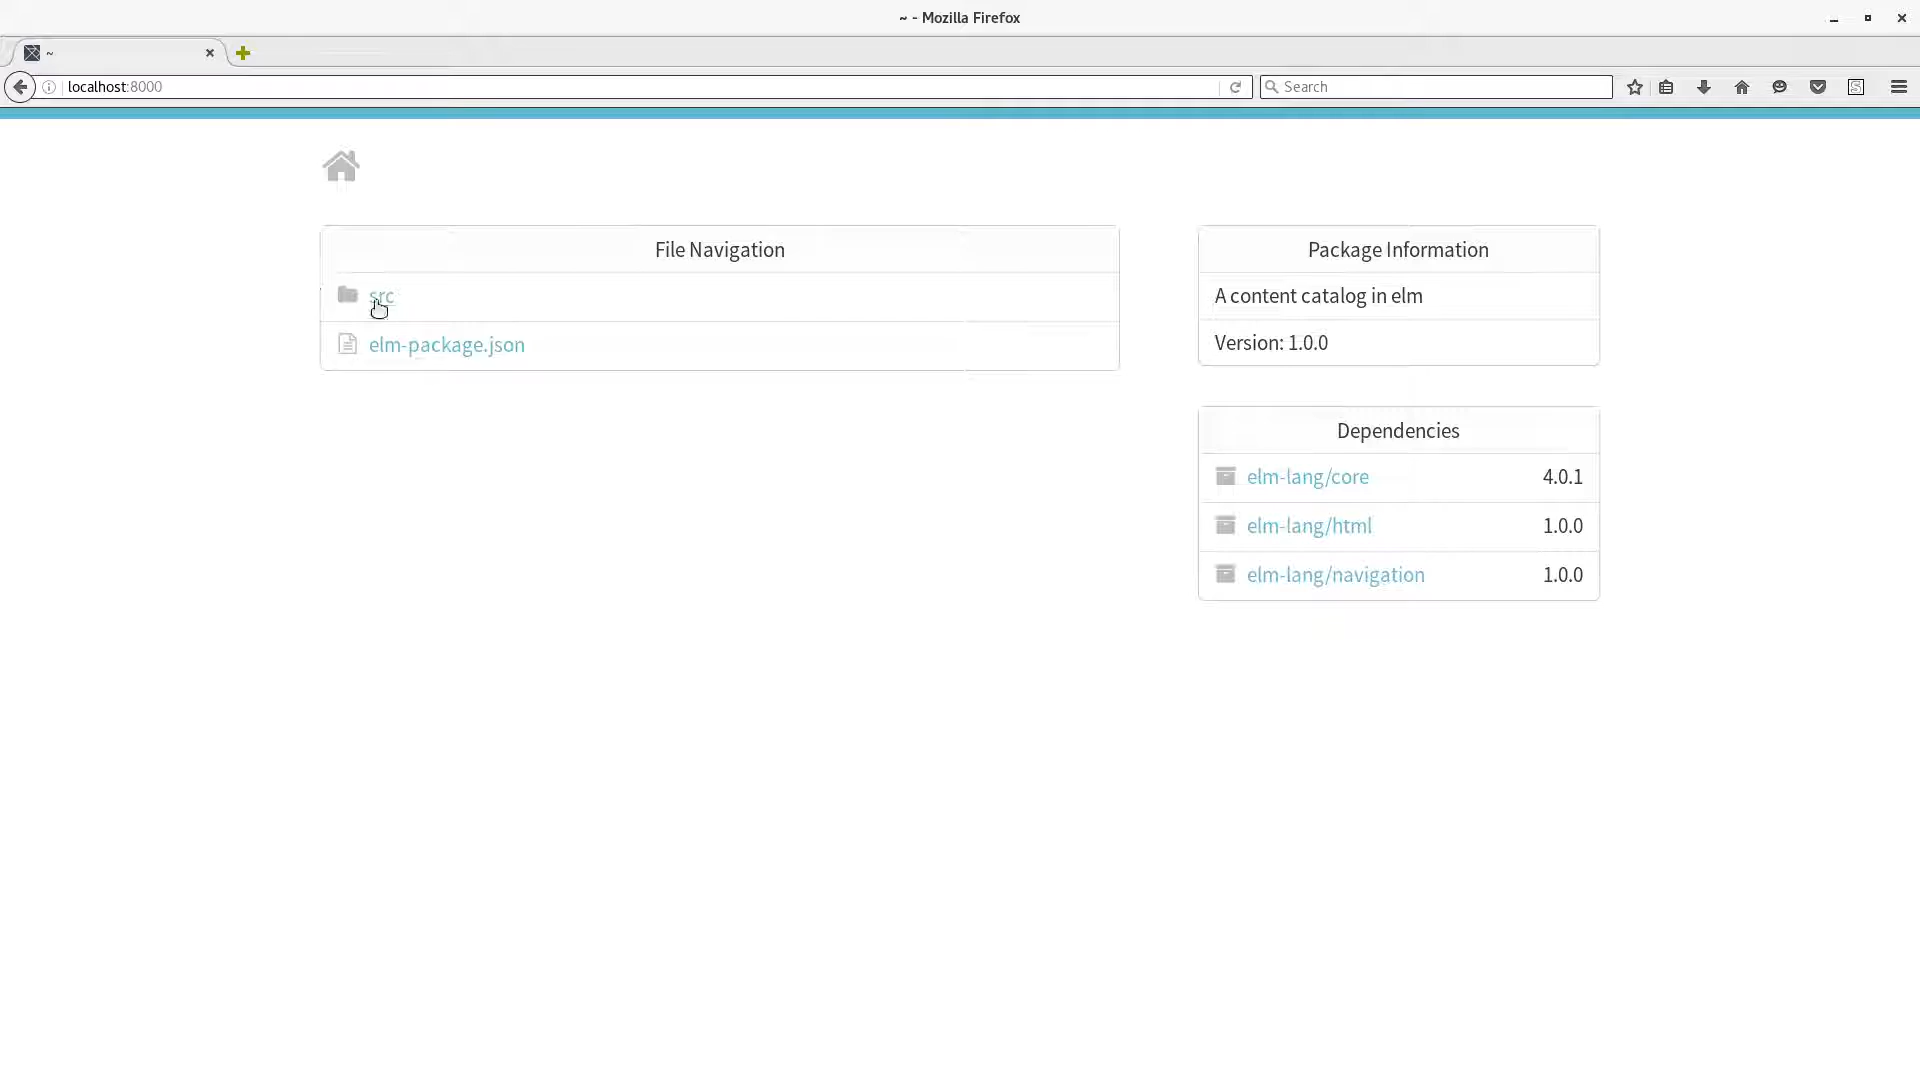 ~ - Mozilla Firefox
~
localhost:8000
Search
File Navigation
src
elm-package.json
Package Information
A content catalog in elm
Version: 1.0.0
Dependencies
elm-lang/core 4.0.1
elm-lang/html 1.0.0
elm-lang/navigation 1.0.0